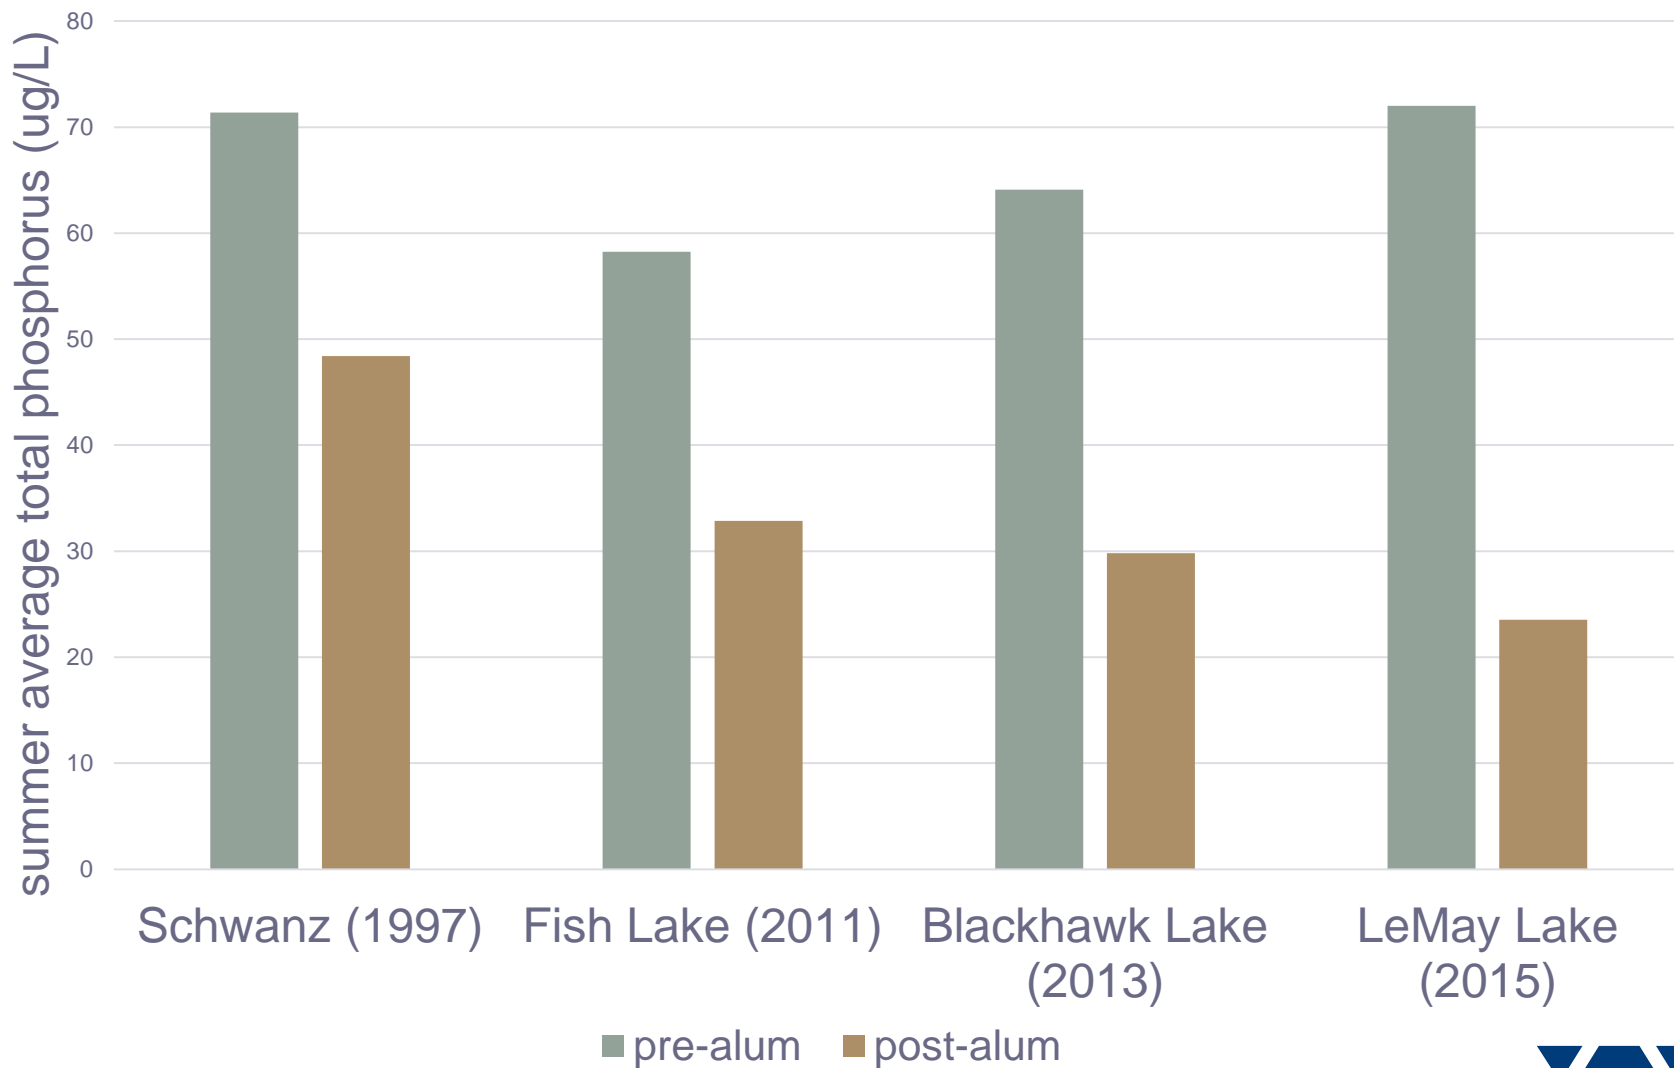 summer average total phosphorus (ug/L)
80
70
60
50
40
30
20
10
0
Schwanz (1997)
Fish Lake (2011)
Blackhawk Lake
(2013)
LeMay Lake
(2015)
pre-alum
post-alum